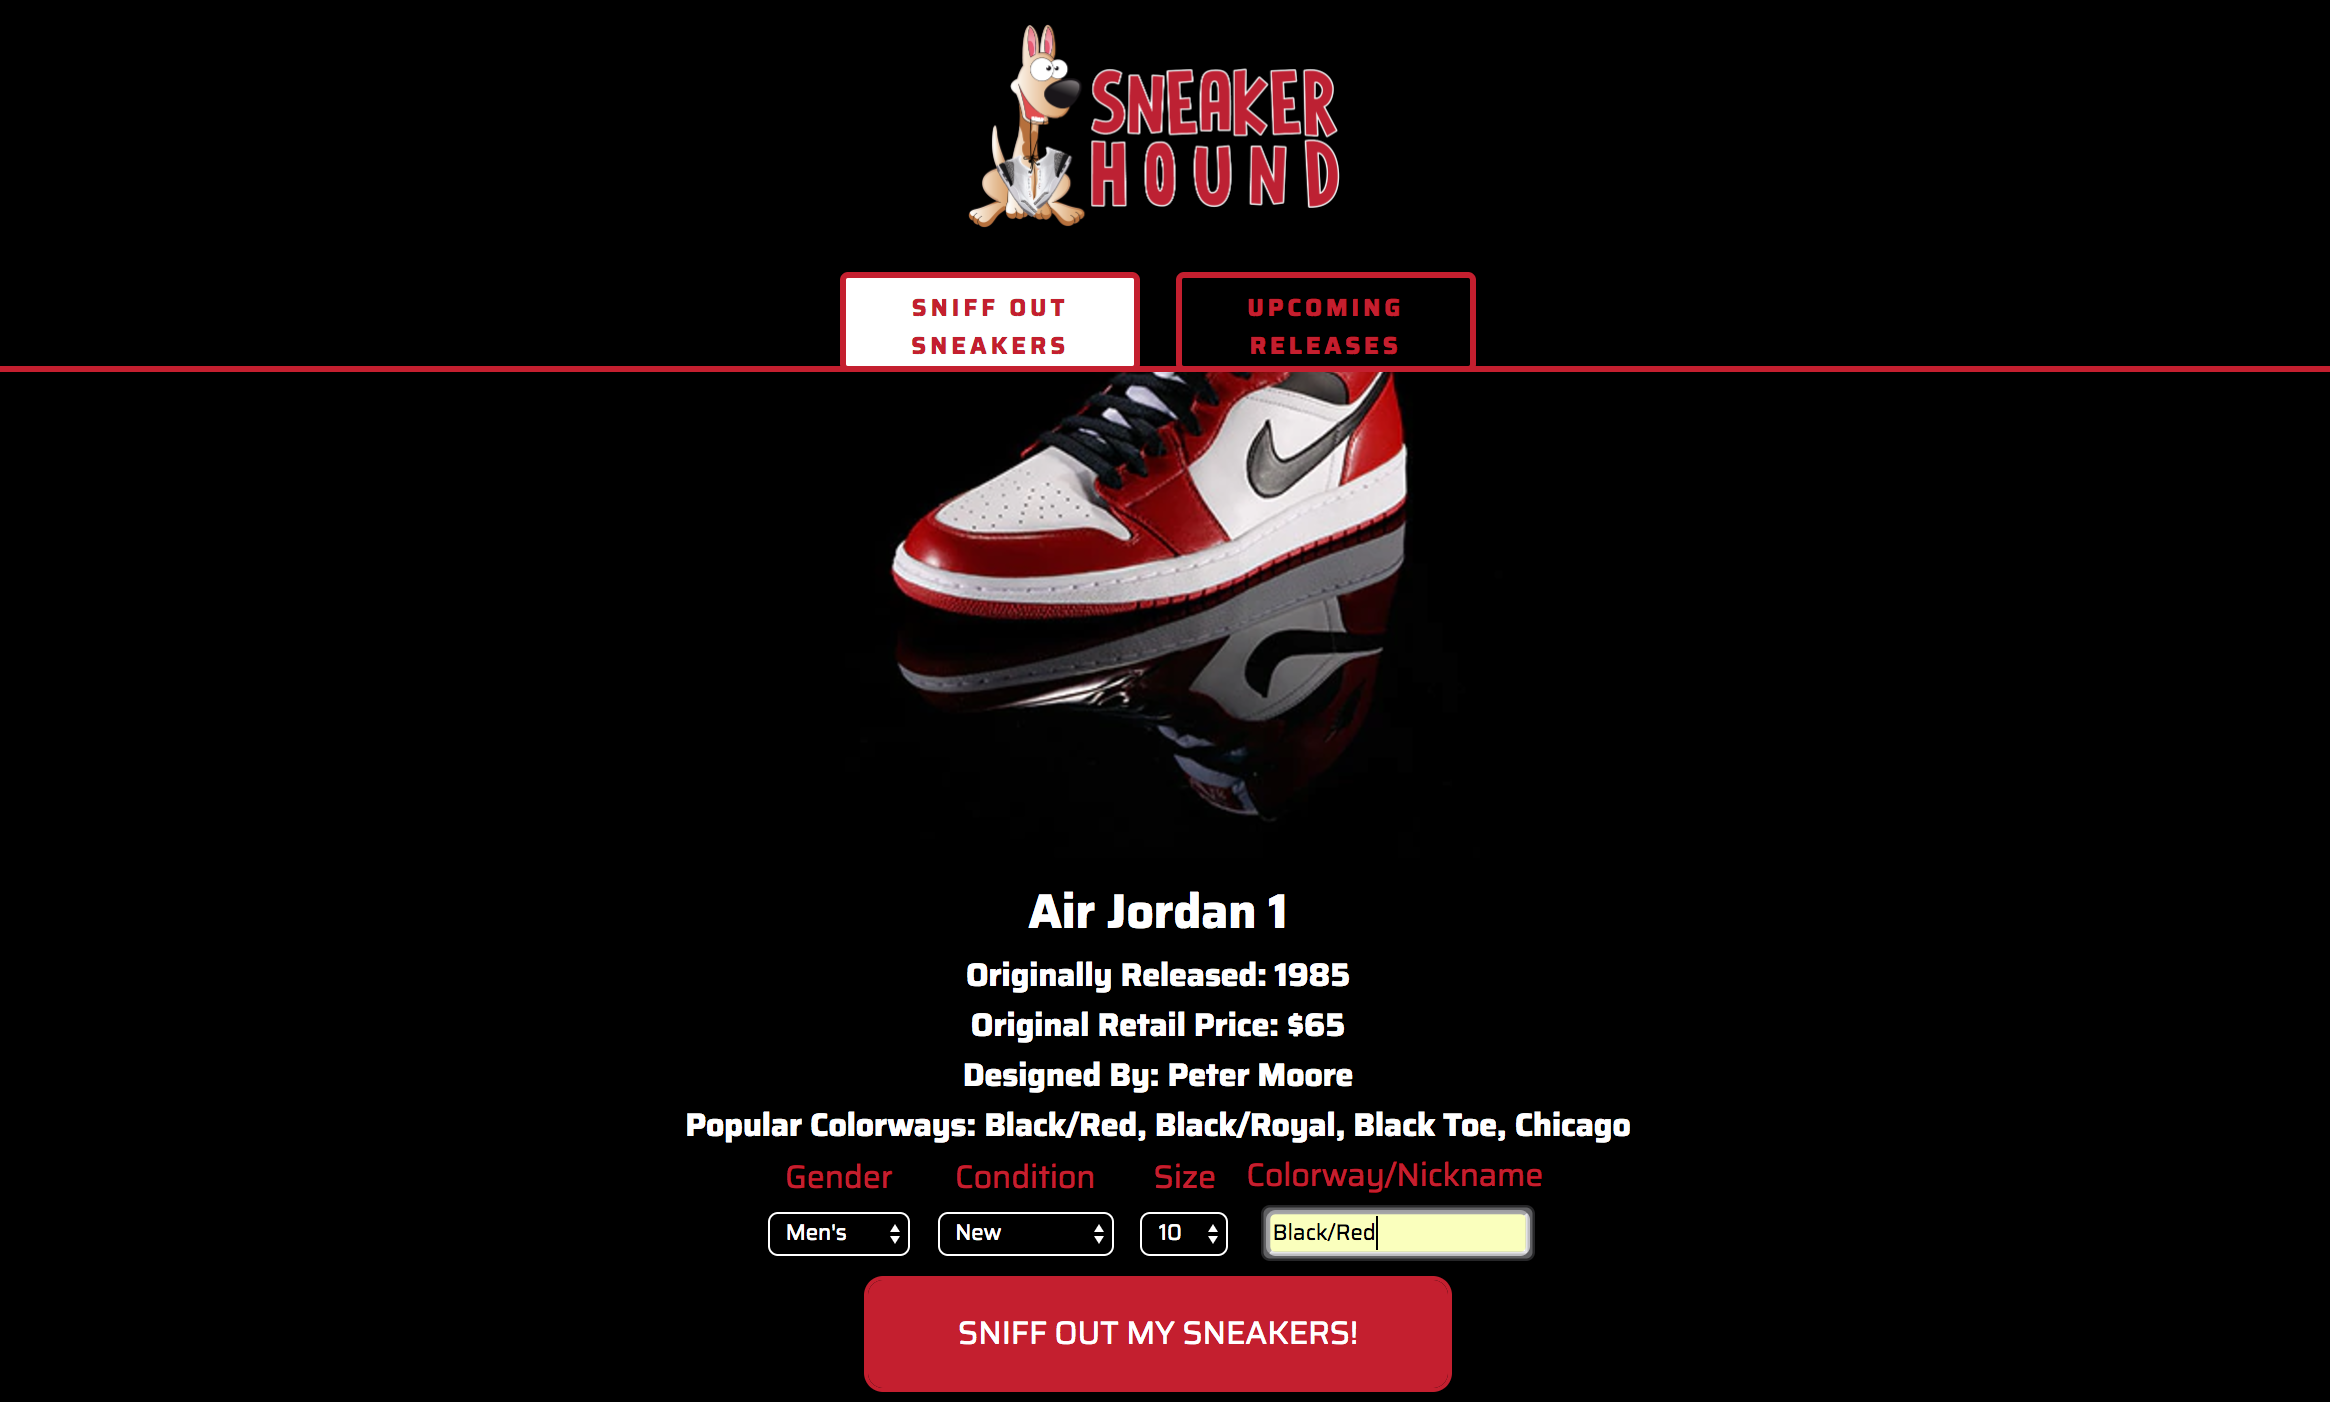 SNEAKER
HOUND
SNIFF OUT
SNEAKERS
UPCOMING
RELEASES
Air Jordan 1
Originally Released: 1985
Original Retail Price: $65
Designed By: Peter Moore
Popular Colorways: Black/Red, Black/Royal, Black Toe, Chicago
Gender Condition Size Colorway/Nickname
Men's New 10 Black/Red
SNIFF OUT MY SNEAKERS!